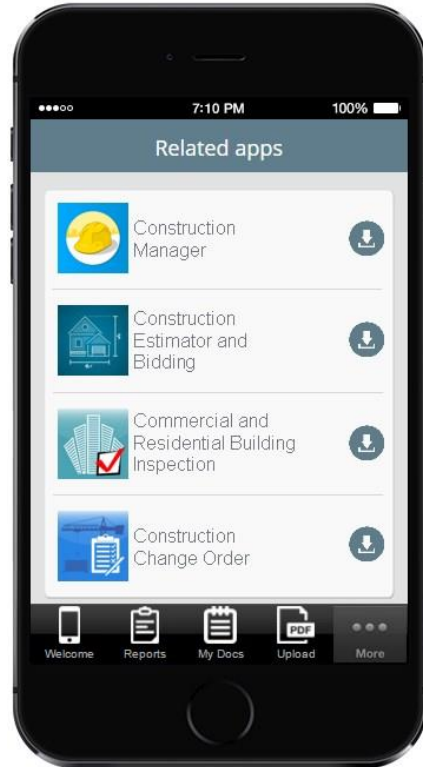 7:10 PM
100%
Related apps
Construction
Manager
Construction
Estimator and
Bidding
Commercial and
Residential Building
Inspection
Construction
Change Order
PDF
Welcome
Reports
My Docs
Upload
More